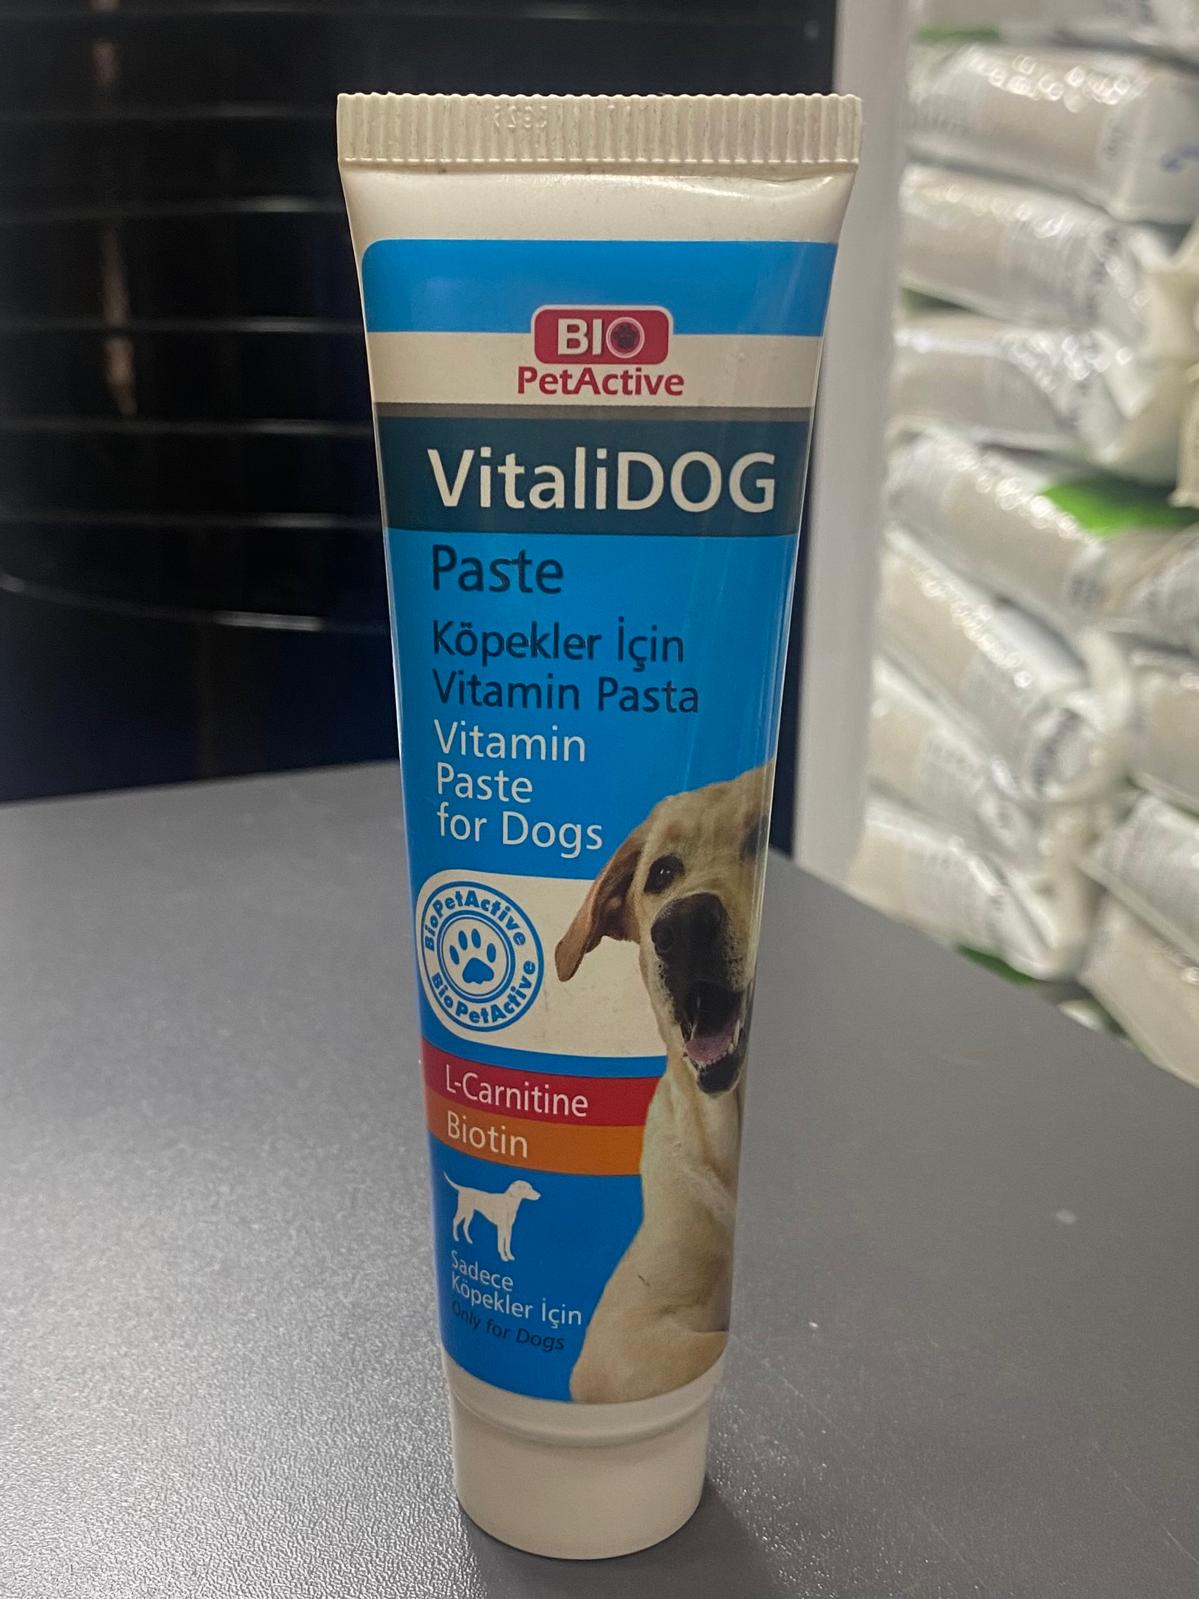 BIO
PetActive
VitaliDOG
Paste
Köpekler İçin
Vitamin Pasta
Vitamin
Paste
for Dogs
BioPetActive
BioPetActive
L-Carnitine
Biotin
Sadece
Köpekler İçin
Only for Dogs